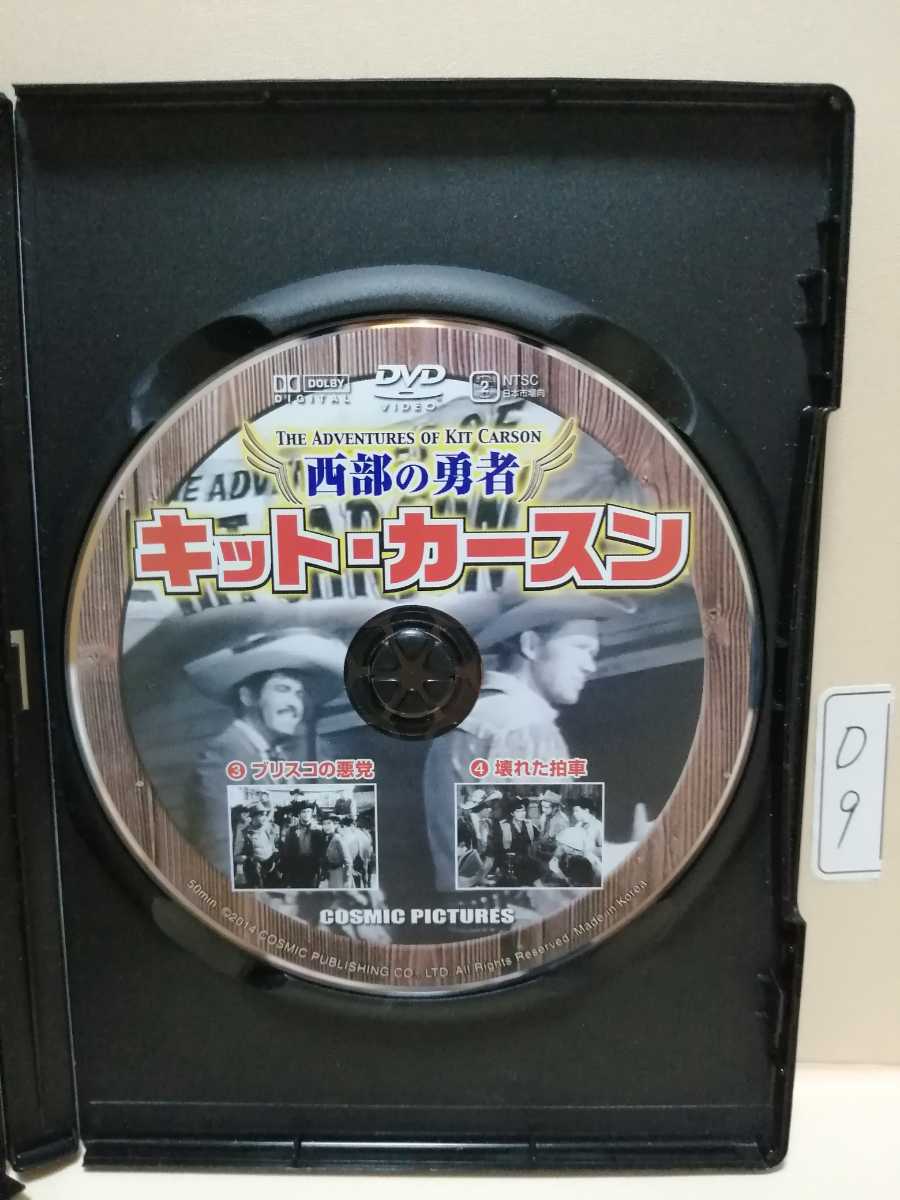 DOLBY
DIGITAL
DVD
VIDEO
2
NTSC
日本市場向
THE ADVENTURES OF KIT CARSON
西部の勇者
キット・カースン
③ ブリスコの悪党
④ 壊れた拍車
COSMIC PICTURES
50min. ©2014 COSMIC PUBLISHING CO., LTD. All Rights Reserved. Made in Korea
D
9